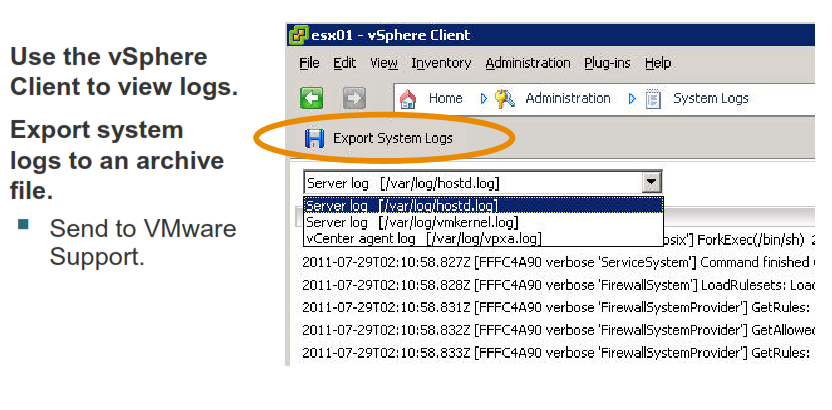 Use the vSphere
Client to view logs.
Export system
logs to an archive
file.
Send to VMware
Support.
esx01 - vSphere Client
File Edit View Inventory Administration Plug-ins Help
Home Administration System Logs
Export System Logs
Server log [/var/log/hostd.log]
Server log [/var/log/hostd.log]
Server log [/var/log/vmkernel.log]
vCenter agent log [/var/log/vpxa.log]
osix'] ForkExec(/bin/sh) 2
2011-07-29T02:10:58.827Z [FFFC4A90 verbose 'ServiceSystem'] Command finished
2011-07-29T02:10:58.828Z [FFFC4A90 verbose 'FirewallSystem'] LoadRulesets: Load
2011-07-29T02:10:58.831Z [FFFC4A90 verbose 'FirewallSystemProvider'] GetRules:
2011-07-29T02:10:58.832Z [FFFC4A90 verbose 'FirewallSystemProvider'] GetAllowed
2011-07-29T02:10:58.833Z [FFFC4A90 verbose 'FirewallSystemProvider'] GetRules: